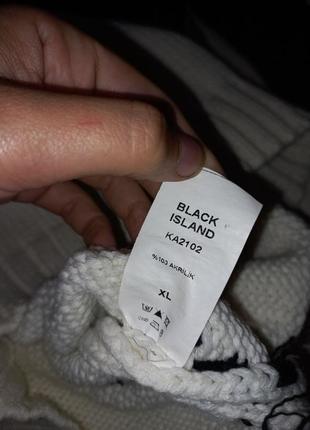 BLACK
ISLAND
KA2102
%100 AKRİLİK
XL